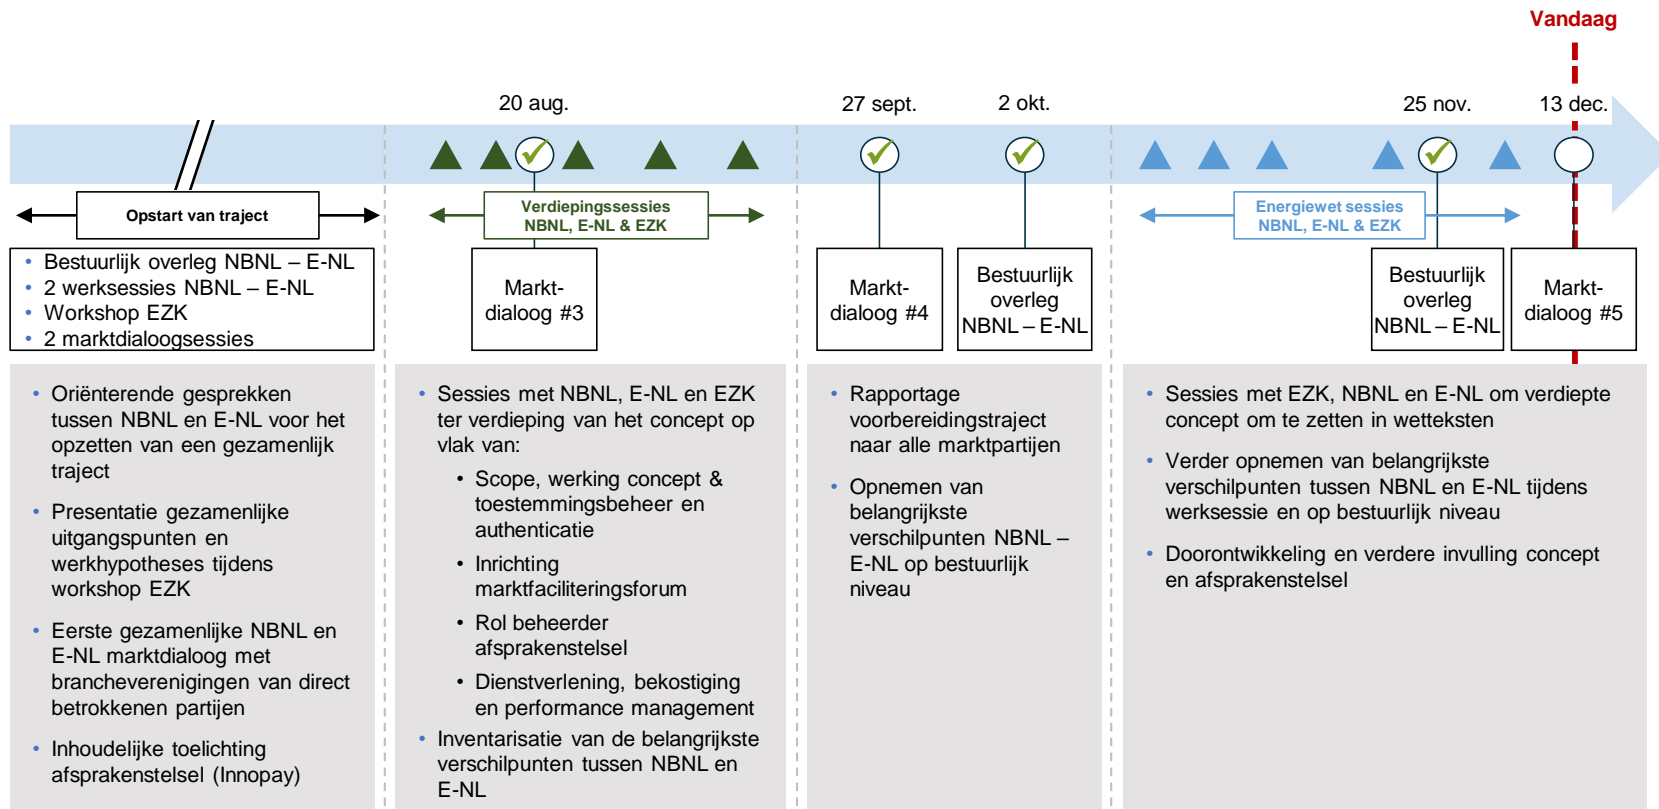 Vandaag
20 aug.
27 sept.
2 okt.
25 nov.
13 dec.
Opstart van traject
Verdiepingssessies
NBNL, E-NL & EZK
Energiewet sessies
NBNL, E-NL & EZK
• Bestuurlijk overleg NBNL – E-NL
• 2 werksessies NBNL – E-NL
• Workshop EZK
• 2 marktdialoogsessies
Markt-
dialoog #3
Markt-
dialoog #4
Bestuurlijk
overleg
NBNL – E-NL
Bestuurlijk
overleg
NBNL – E-NL
Markt-
dialoog #5
• Oriënterende gesprekken
tussen NBNL en E-NL voor het
opzetten van een gezamenlijk
traject
• Presentatie gezamenlijke
uitgangspunten en
werkhypotheses tijdens
workshop EZK
• Eerste gezamenlijke NBNL en
E-NL marktdialoog met
brancheverenigingen van direct
betrokkenen partijen
• Inhoudelijke toelichting
afsprakenstelsel (Innopay)
• Sessies met NBNL, E-NL en EZK
ter verdieping van het concept op
vlak van:
• Scope, werking concept &
toestemmingsbeheer en
authenticatie
• Inrichting
marktfaciliteringsforum
• Rol beheerder
afsprakenstelsel
• Dienstverlening, bekostiging
en performance management
• Inventarisatie van de belangrijkste
verschilpunten tussen NBNL en
E-NL
• Rapportage
voorbereidingstraject
naar alle marktpartijen
• Opnemen van
belangrijkste
verschilpunten NBNL –
E-NL op bestuurlijk
niveau
• Sessies met EZK, NBNL en E-NL om verdiepte
concept om te zetten in wetteksten
• Verder opnemen van belangrijkste
verschilpunten tussen NBNL en E-NL tijdens
werksessie en op bestuurlijk niveau
• Doorontwikkeling en verdere invulling concept
en afsprakenstelsel